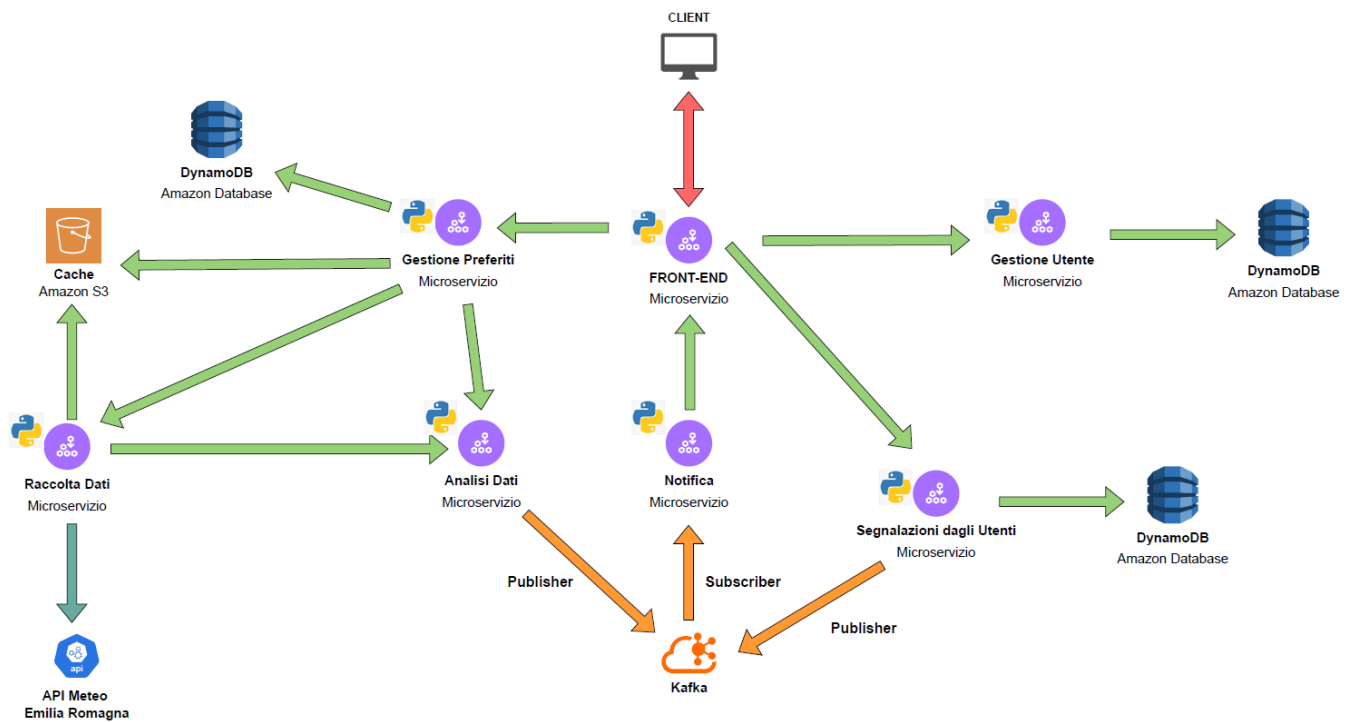 CLIENT
DynamoDB
Amazon Database
Cache
Amazon S3
Gestione Preferiti
Microservizio
FRONT-END
Microservizio
Gestione Utente
Microservizio
DynamoDB
Amazon Database
Raccolta Dati
Microservizio
Analisi Dati
Microservizio
Notifica
Microservizio
Segnalazioni dagli Utenti
Microservizio
DynamoDB
Amazon Database
Publisher
Subscriber
Publisher
api
API Meteo
Emilia Romagna
Kafka